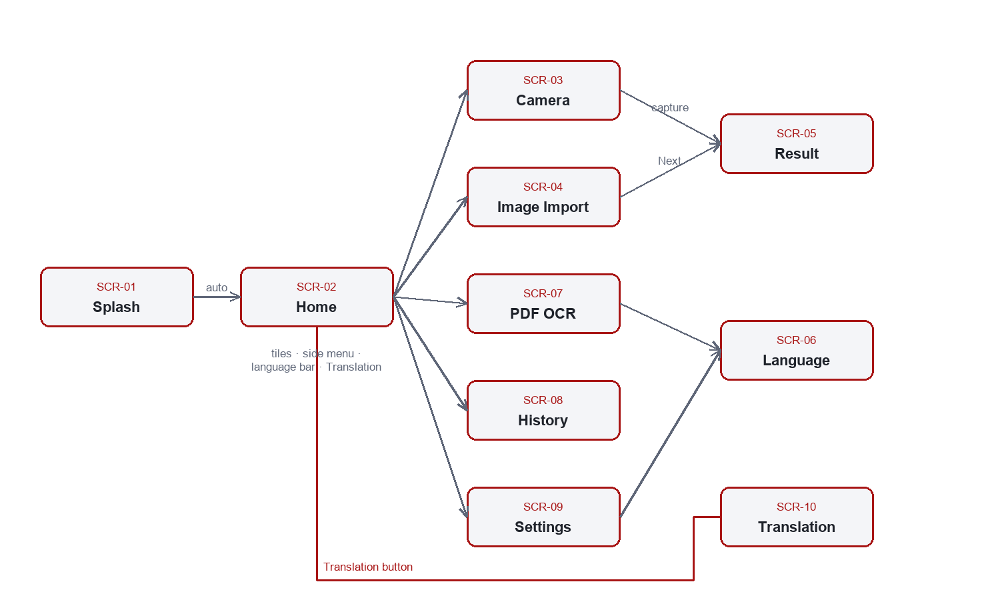 SCR-03
Camera
capture
SCR-05
Result
Next
SCR-04
Image Import
SCR-01
Splash
auto
SCR-02
Home
tiles · side menu ·
language bar · Translation
SCR-07
PDF OCR
SCR-06
Language
SCR-08
History
SCR-09
Settings
SCR-10
Translation
Translation button